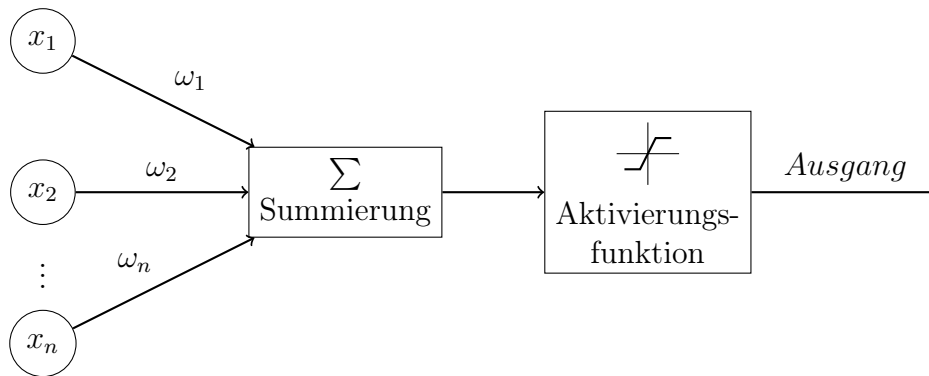 x₁
ω₁
x₂
ω₂
∑
Summierung
Aktivierungs-
funktion
Ausgang
⋮
ωₙ
xₙ